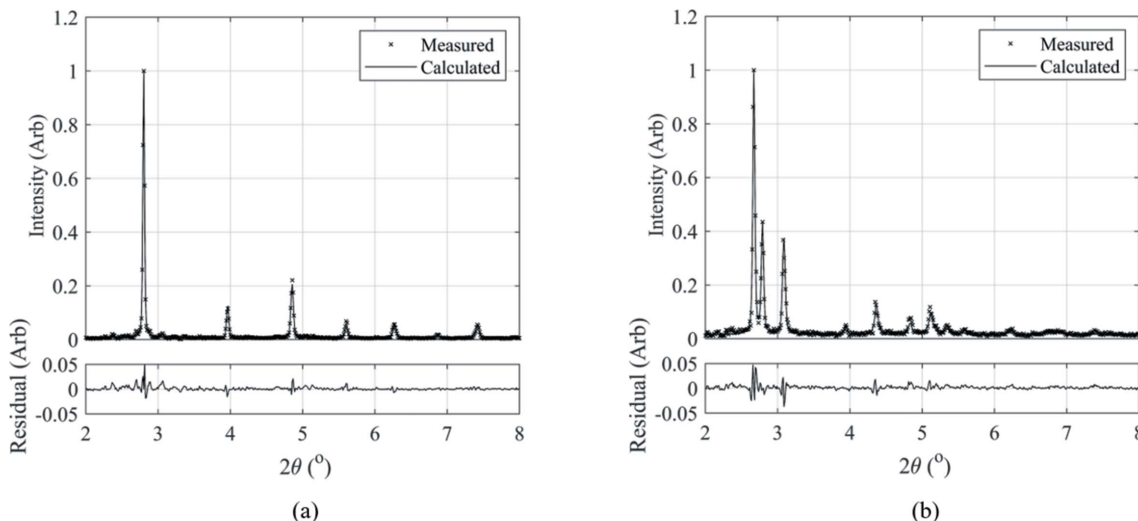 1.2
1
0.8
0.6
0.4
0.2
0
Intensity (Arb)
Measured
Calculated
0.05
0
-0.05
Residual (Arb)
2 3 4 5 6 7 8
2θ (o)
(a)
1.2
1
0.8
0.6
0.4
0.2
0
Intensity (Arb)
Measured
Calculated
0.05
0
-0.05
Residual (Arb)
2 3 4 5 6 7 8
2θ (o)
(b)